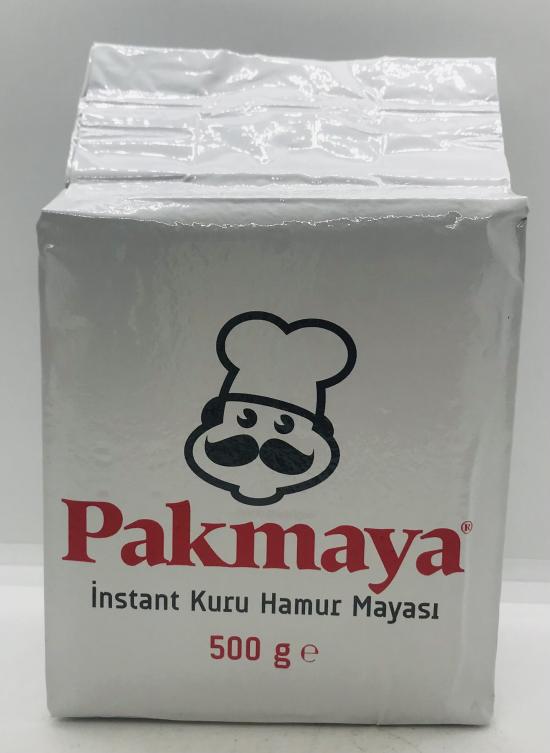 Pakmaya®
İnstant Kuru Hamur Mayası
500 g ℮